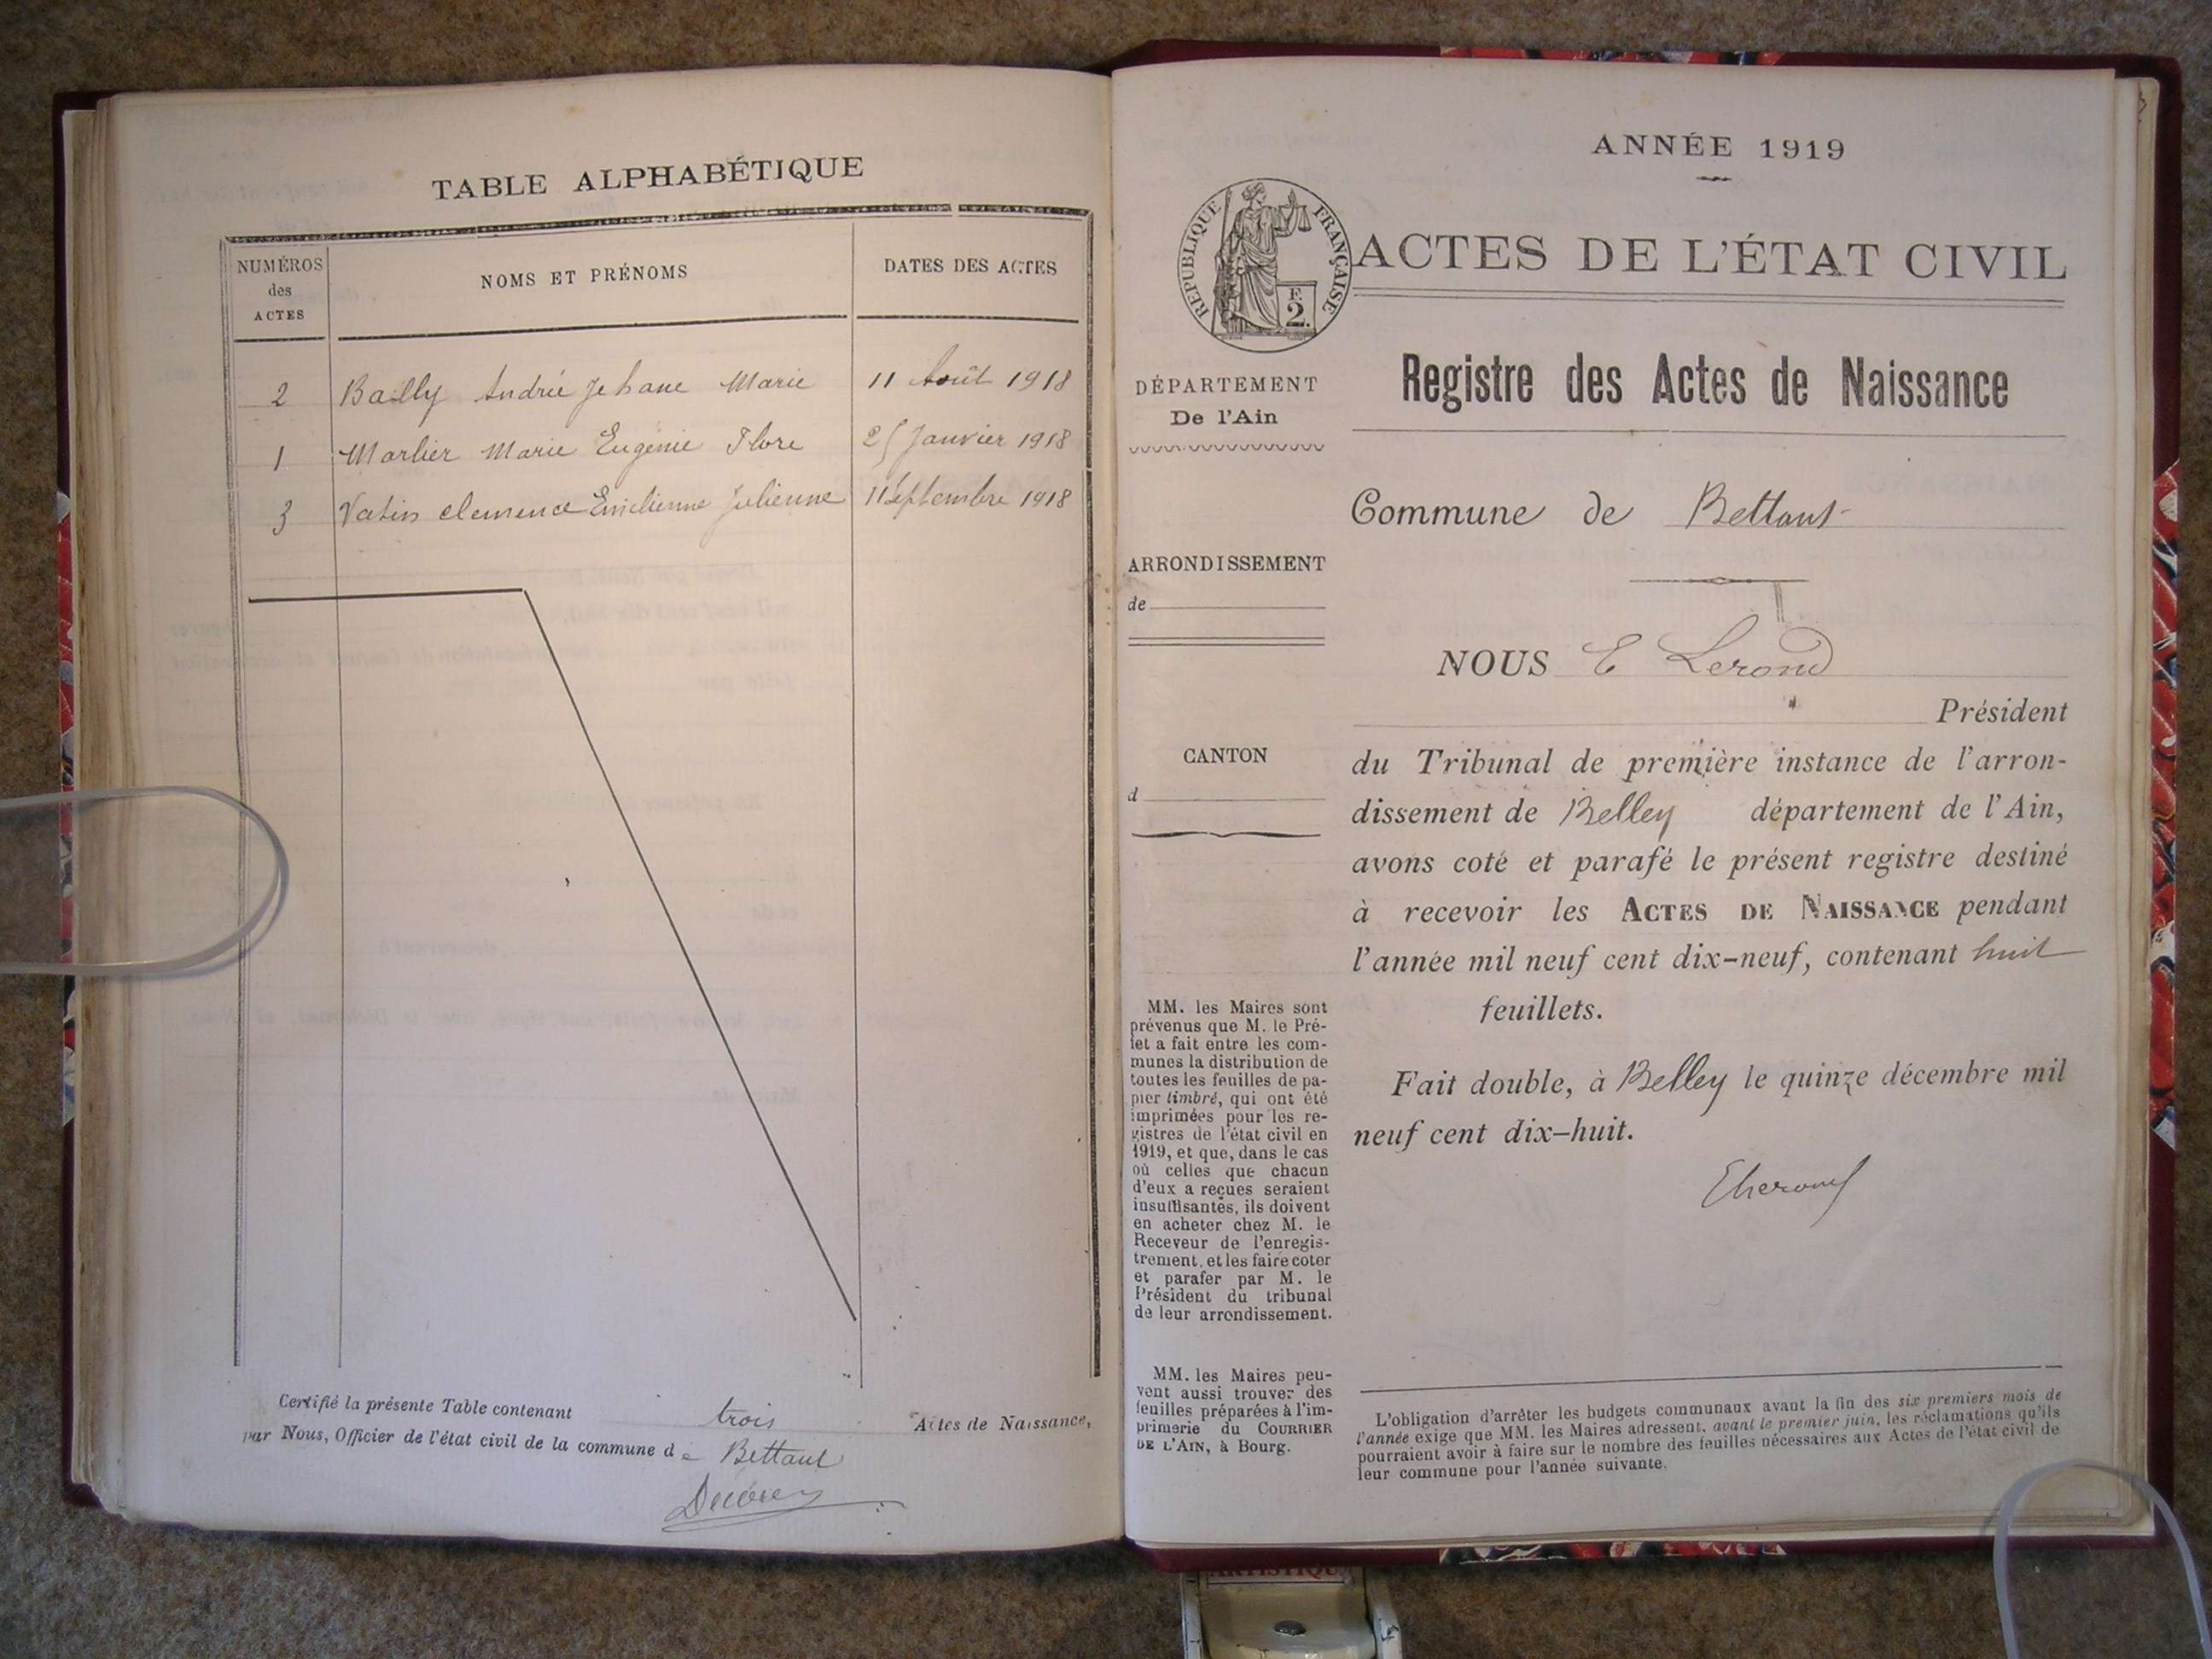 TABLE ALPHABÉTIQUE
NUMÉROS
des
ACTES
NOMS ET PRÉNOMS
DATES DES ACTES
2 Bailly Andrée Jehane Marie 11 Août 1918
1 Marlier Marie Eugénie Flore 25 Janvier 1918
3 Vatin clemence Emilienne Julienne 11 Septembre 1918
Certifié la présente Table contenant trois Actes de Naissance,
par Nous, Officier de l'état civil de la commune de Bettant
ANNÉE 1919
RÉPUBLIQUE FRANÇAISE
F.
2.
ACTES DE L'ÉTAT CIVIL
DÉPARTEMENT
De l'Ain
Registre des Actes de Naissance
Commune de Bettant
ARRONDISSEMENT
de
NOUS E Lerond
Président
CANTON
d
du Tribunal de première instance de l'arron-
dissement de Belley département de l'Ain,
avons coté et parafé le présent registre destiné
à recevoir les ACTES DE NAISSANCE pendant
l'année mil neuf cent dix-neuf, contenant huit
feuillets.
Fait double, à Belley le quinze décembre mil
neuf cent dix-huit.
MM. les Maires sont
prévenus que M. le Pré-
fet a fait entre les com-
munes la distribution de
toutes les feuilles de pa-
pier timbré, qui ont été
imprimées pour les re-
gistres de l'état civil en
1919, et que, dans le cas
où celles que chacun
d'eux a reçues seraient
insuffisantes, ils doivent
en acheter chez M. le
Receveur de l'enregis-
trement, et les faire coter
et parafer par M. le
Président du tribunal
de leur arrondissement.
MM. les Maires peu-
vent aussi trouver des
feuilles préparées à l'im-
primerie du COURRIER
DE L'AIN, à Bourg.
L'obligation d'arrêter les budgets communaux avant la fin des six premiers mois de
l'année exige que MM. les Maires adressent, avant le premier juin, les réclamations qu'ils
pourraient avoir à faire sur le nombre des feuilles nécessaires aux Actes de l'état civil de
leur commune pour l'année suivante.